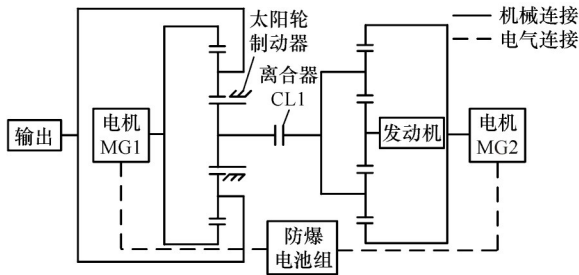 太阳轮
制动器
离合器
CL1
机械连接
电气连接
输出
电机
MG1
发动机
电机
MG2
防爆
电池组